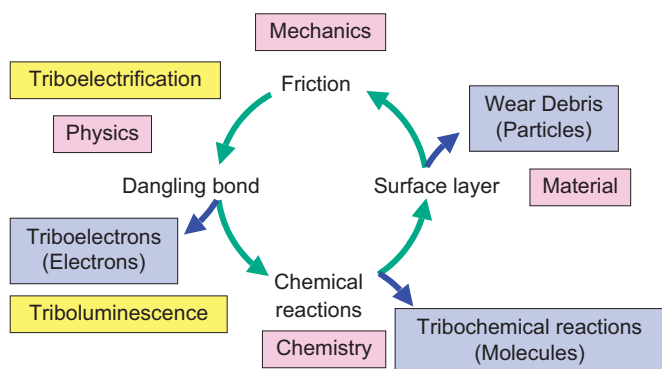 Mechanics
Triboelectrification
Friction
Wear Debris
(Particles)
Physics
Dangling bond
Surface layer
Material
Triboelectrons
(Electrons)
Chemical
reactions
Triboluminescence
Tribochemical reactions
(Molecules)
Chemistry